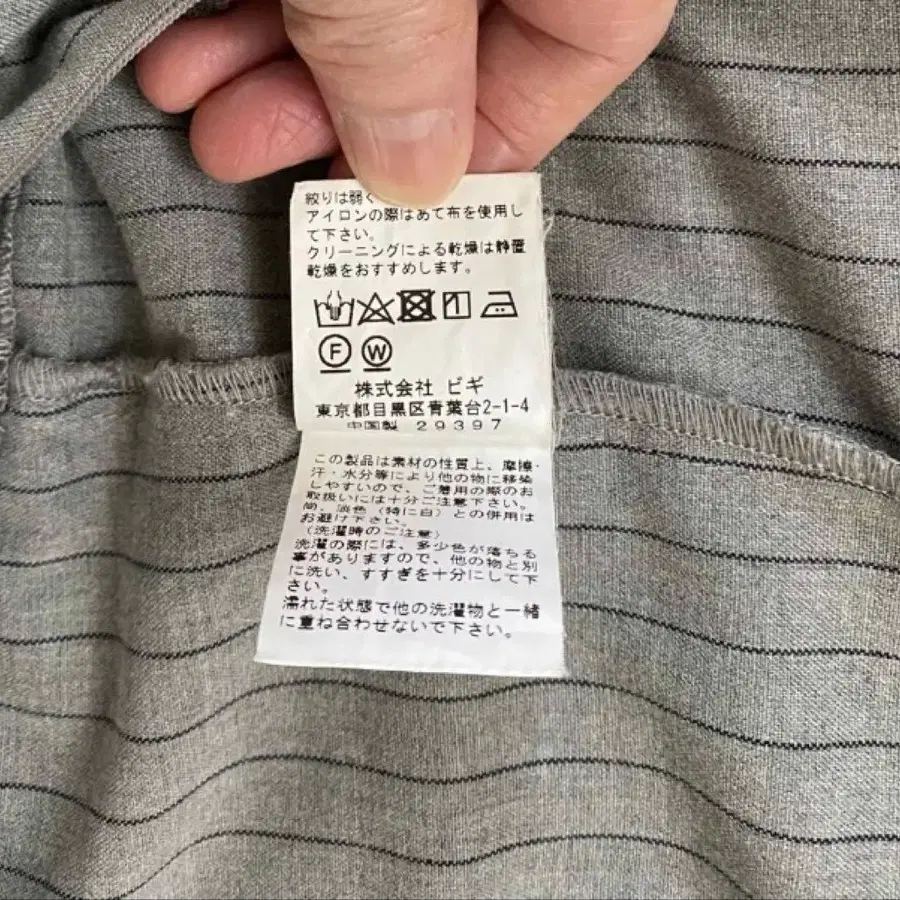 絞りは弱く
アイロンの際はあて布を使用し
て下さい。
クリーニングによる乾燥は静置
乾燥をおすすめします。
F W
株式会社 ビギ
東京都目黒区青葉台2-1-4
中国製 29397
この製品は素材の性質上、摩擦・
汗・水分等により他の物に移染
しやすいので、ご着用の際のお
取扱いには十分ご注意下さい。
尚、淡色(特に白)との併用は
お避け下さい。
(洗濯時のご注意)
洗濯の際には、多少色が落ちる
事がありますので、他の物と別
に洗い、すすぎを十分にして下
さい。
濡れた状態で他の洗濯物と一緒
に重ね合わせないで下さい。